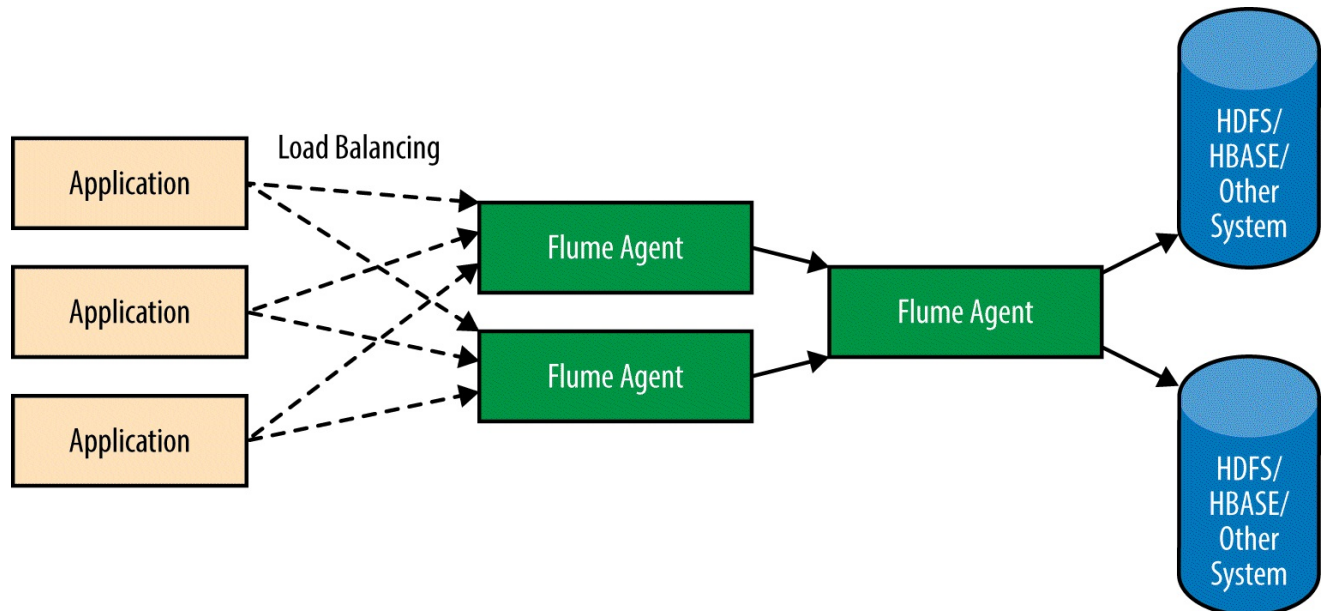 Load Balancing
Application
Application
Application
Flume Agent
Flume Agent
Flume Agent
HDFS/
HBASE/
Other
System
HDFS/
HBASE/
Other
System